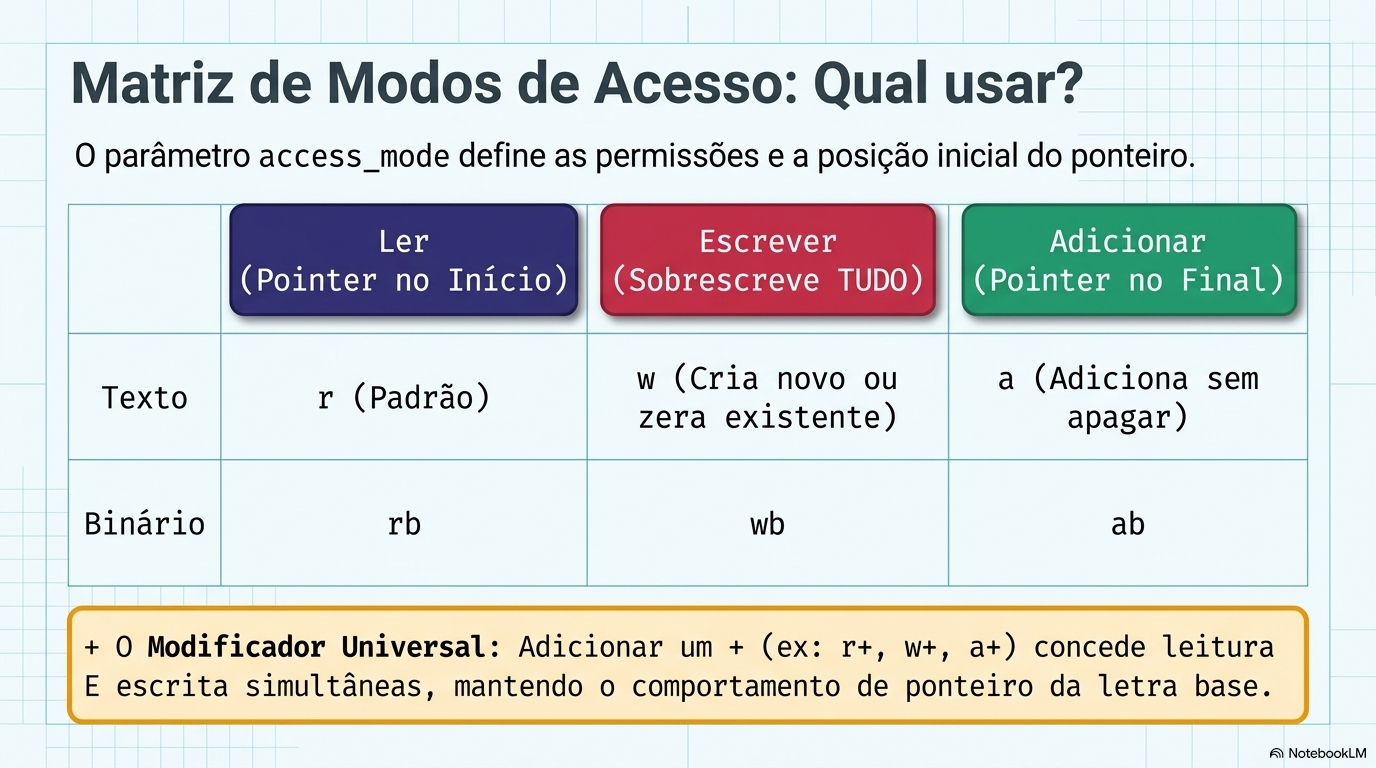 Matriz de Modos de Acesso: Qual usar?
O parâmetro access_mode define as permissões e a posição inicial do ponteiro.
Ler
(Pointer no Início)
Escrever
(Sobrescreve TUDO)
Adicionar
(Pointer no Final)
Texto
r (Padrão)
w (Cria novo ou
zera existente)
a (Adiciona sem
apagar)
Binário
rb
wb
ab
+ O Modificador Universal: Adicionar um + (ex: r+, w+, a+) concede leitura
E escrita simultâneas, mantendo o comportamento de ponteiro da letra base.
NotebookLM